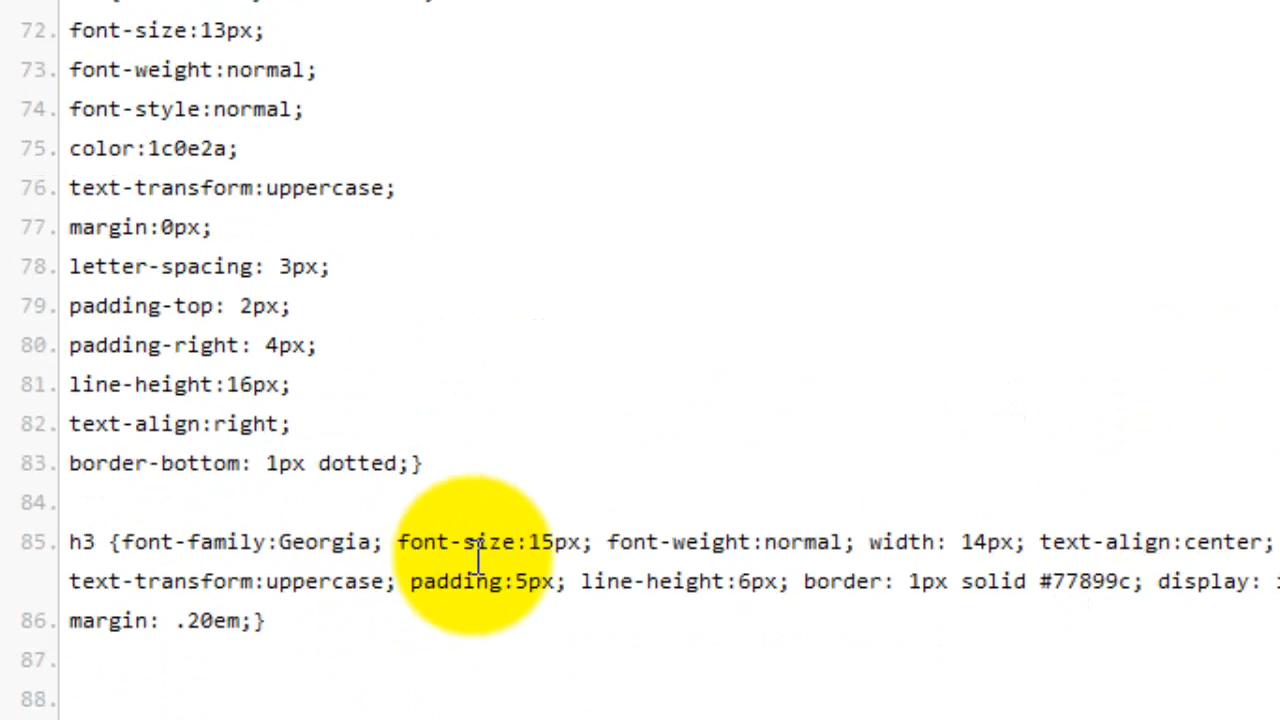 72. font-size:13px;
73. font-weight:normal;
74. font-style:normal;
75. color:1c0e2a;
76. text-transform:uppercase;
77. margin:0px;
78. letter-spacing: 3px;
79. padding-top: 2px;
80. padding-right: 4px;
81. line-height:16px;
82. text-align:right;
83. border-bottom: 1px dotted;}
84.
85. h3 {font-family:Georgia; font-size:15px; font-weight:normal; width: 14px; text-align:center;
text-transform:uppercase; padding:5px; line-height:6px; border: 1px solid #77899c; display:
86. margin: .20em;}
87.
88.